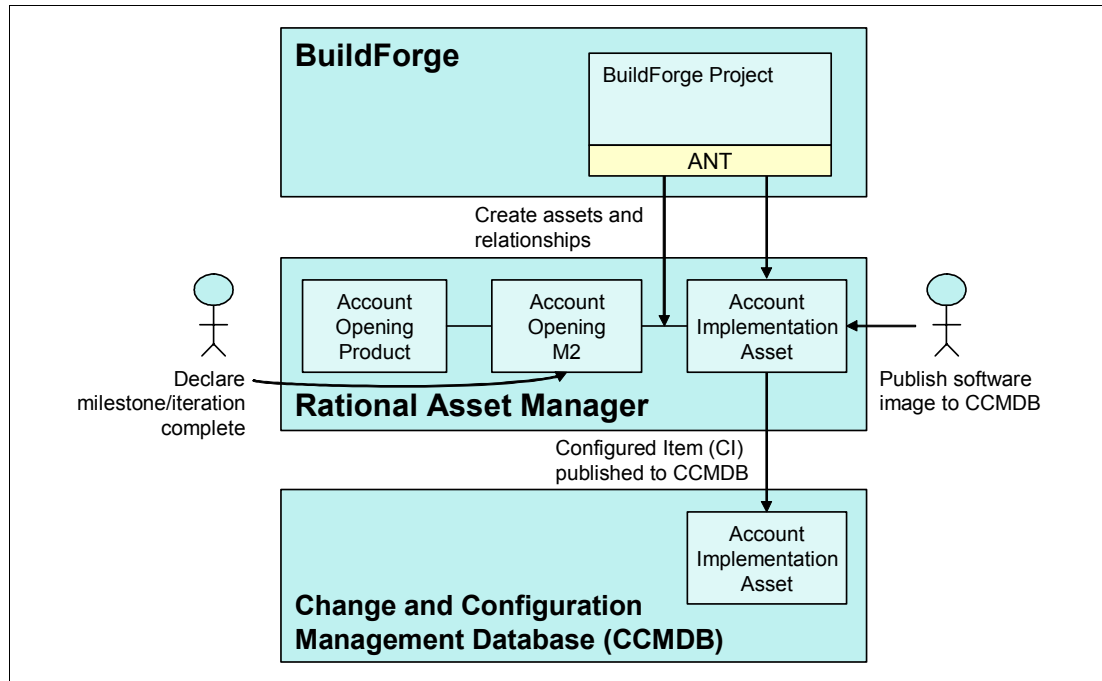 BuildForge
BuildForge Project
ANT
Create assets and
relationships
Account
Opening
Product
Account
Opening
M2
Account
Implementation
Asset
Declare
milestone/iteration
complete
Publish software
image to CCMDB
Rational Asset Manager
Configured Item (CI)
published to CCMDB
Account
Implementation
Asset
Change and Configuration
Management Database (CCMDB)